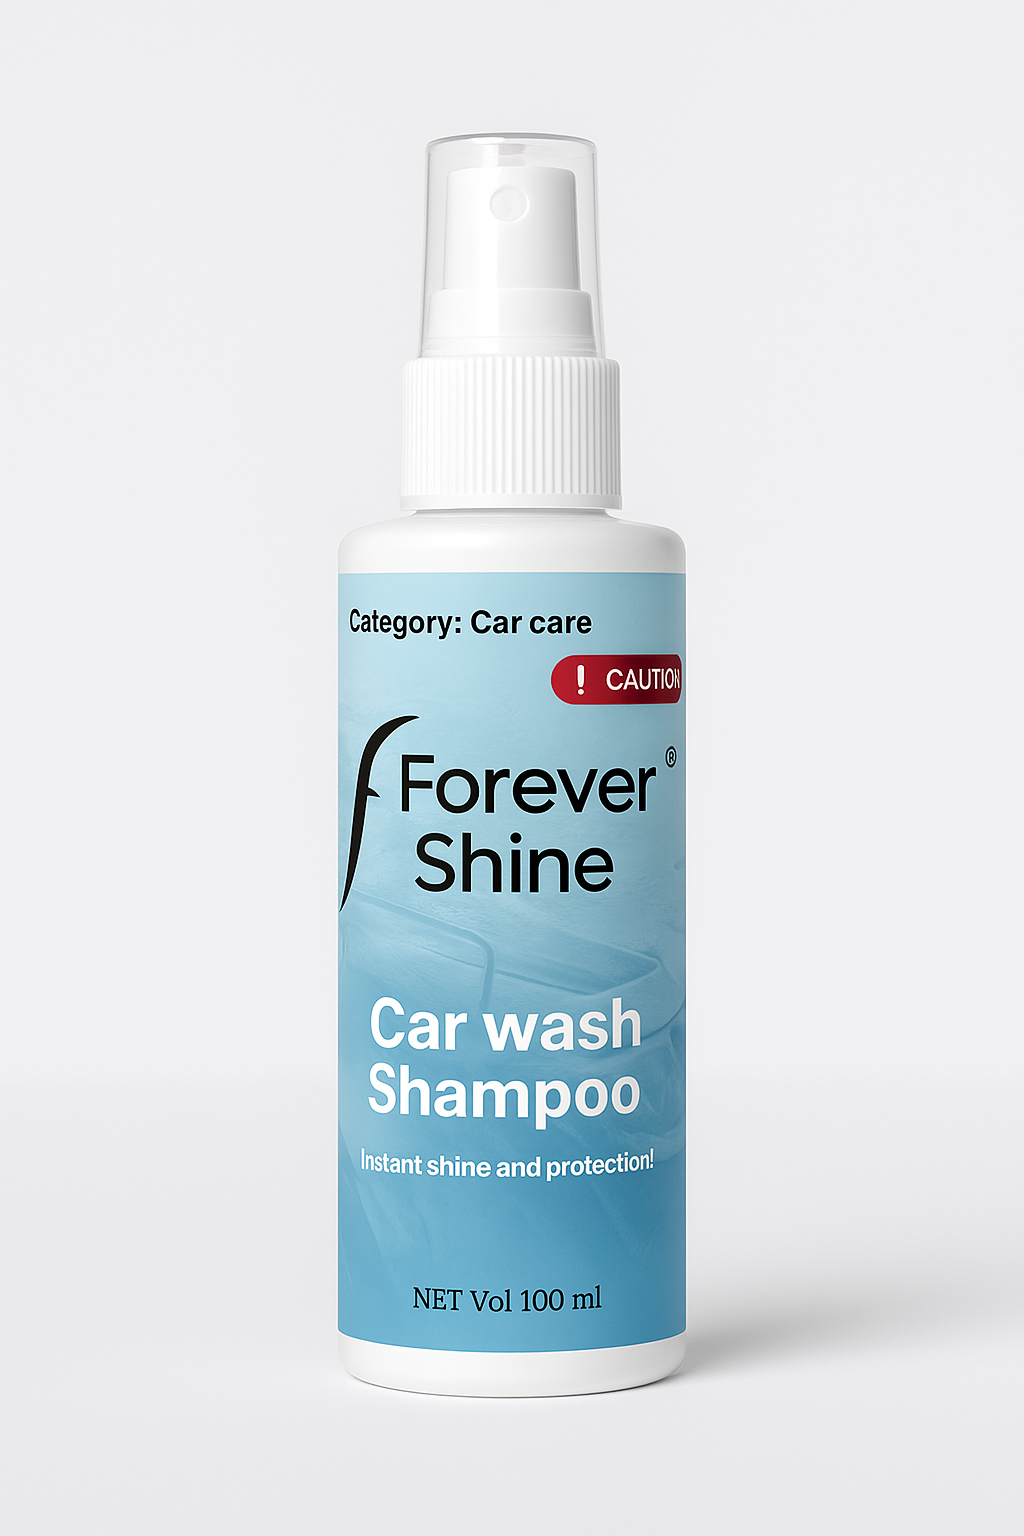 Category: Car care
! CAUTION
Forever ®
Shine
Car wash
Shampoo
Instant shine and protection!
NET Vol 100 ml